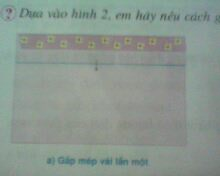 ? Dựa vào hình 2, em hãy nêu cách
a) Gấp mép vải lần một